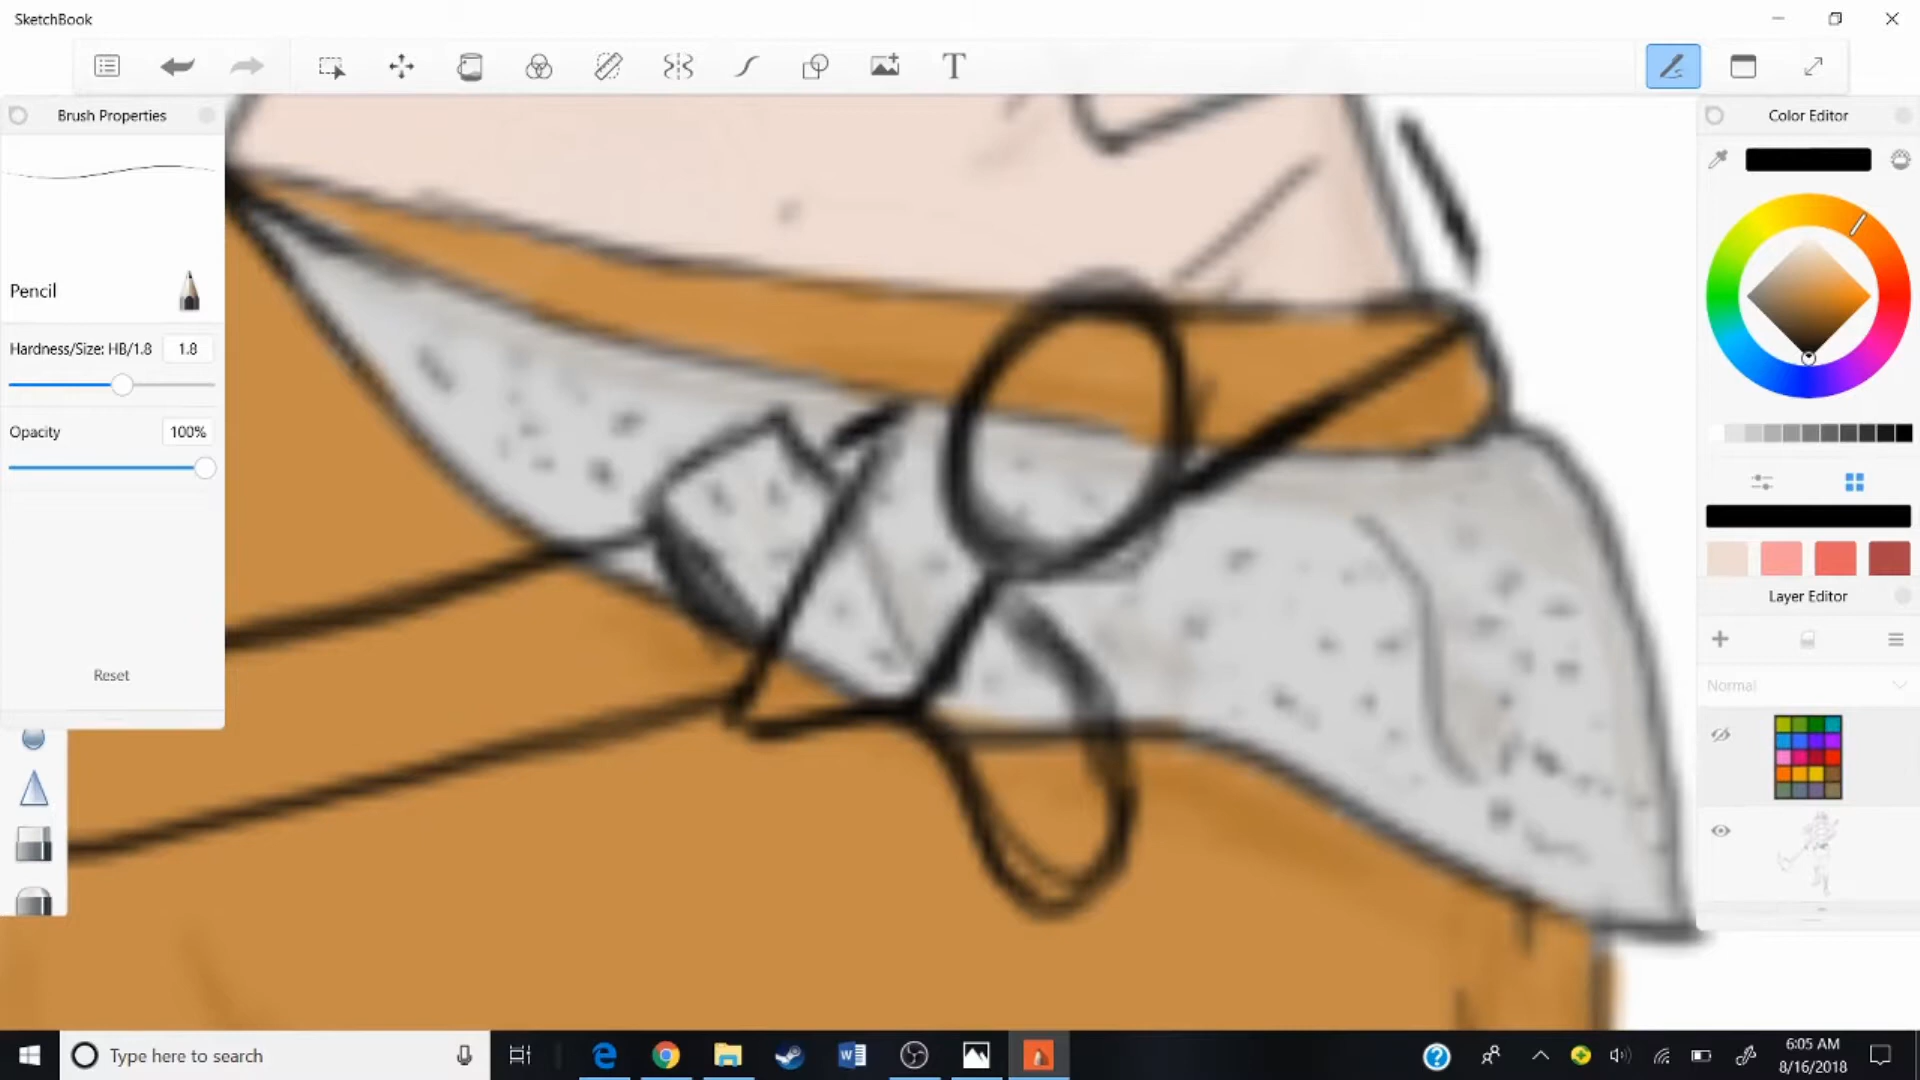 SketchBook
T
Brush Properties
Pencil
Hardness/Size: HB/1.8 1.8
Opacity 100%
Reset
Color Editor
Layer Editor
Normal
Type here to search
6:05 AM
8/16/2018